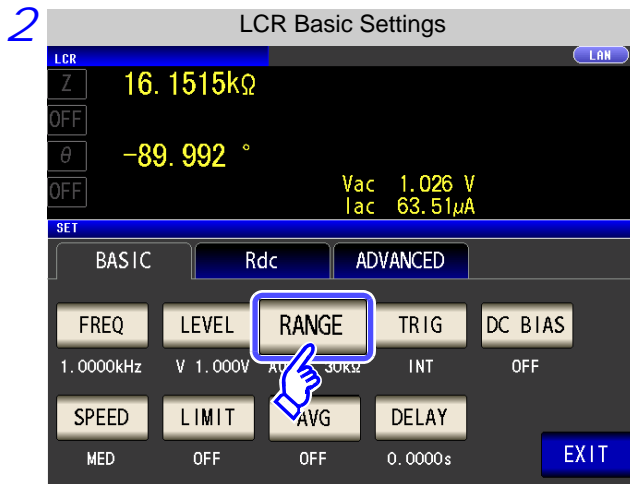 2
LCR Basic Settings
LCR
LAN
Z 16.1515kΩ
OFF
θ -89.992 °
OFF
Vac 1.026 V
Iac 63.51μA
SET
BASIC Rdc ADVANCED
FREQ LEVEL RANGE TRIG DC BIAS
1.0000kHz V 1.000V 30kΩ INT OFF
SPEED LIMIT AVG DELAY
MED OFF OFF 0.0000s
EXIT